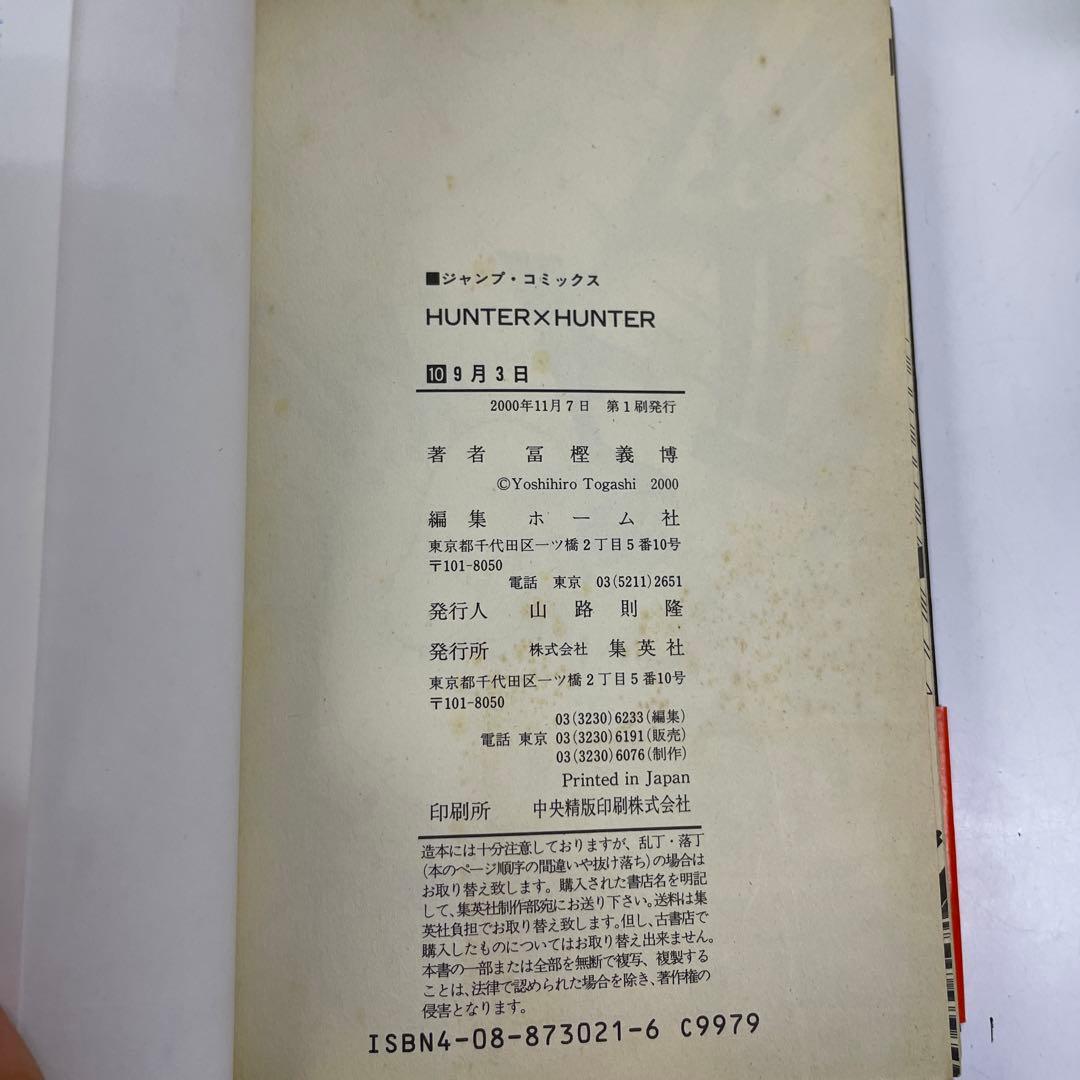 ■ジャンプ・コミックス
HUNTER×HUNTER
10 9月3日
2000年11月7日 第1刷発行
著者 冨樫義博
©Yoshihiro Togashi 2000
編集 ホーム社
東京都千代田区一ツ橋2丁目5番10号
〒101-8050
電話 東京 03(5211)2651
発行人 山路則隆
発行所 株式会社 集英社
東京都千代田区一ツ橋2丁目5番10号
〒101-8050
03(3230)6233(編集)
電話 東京 03(3230)6191(販売)
03(3230)6076(制作)
Printed in Japan
印刷所 中央精版印刷株式会社
造本には十分注意しておりますが、乱丁・落丁
(本のページ順序の間違いや抜け落ち)の場合は
お取り替え致します。購入された書店名を明記
して、集英社制作部宛にお送り下さい。送料は集
英社負担でお取り替え致します。但し、古書店で
購入したものについてはお取り替え出来ません。
本書の一部または全部を無断で複写、複製する
ことは、法律で認められた場合を除き、著作権の
侵害となります。
ISBN4-08-873021-6 C9979